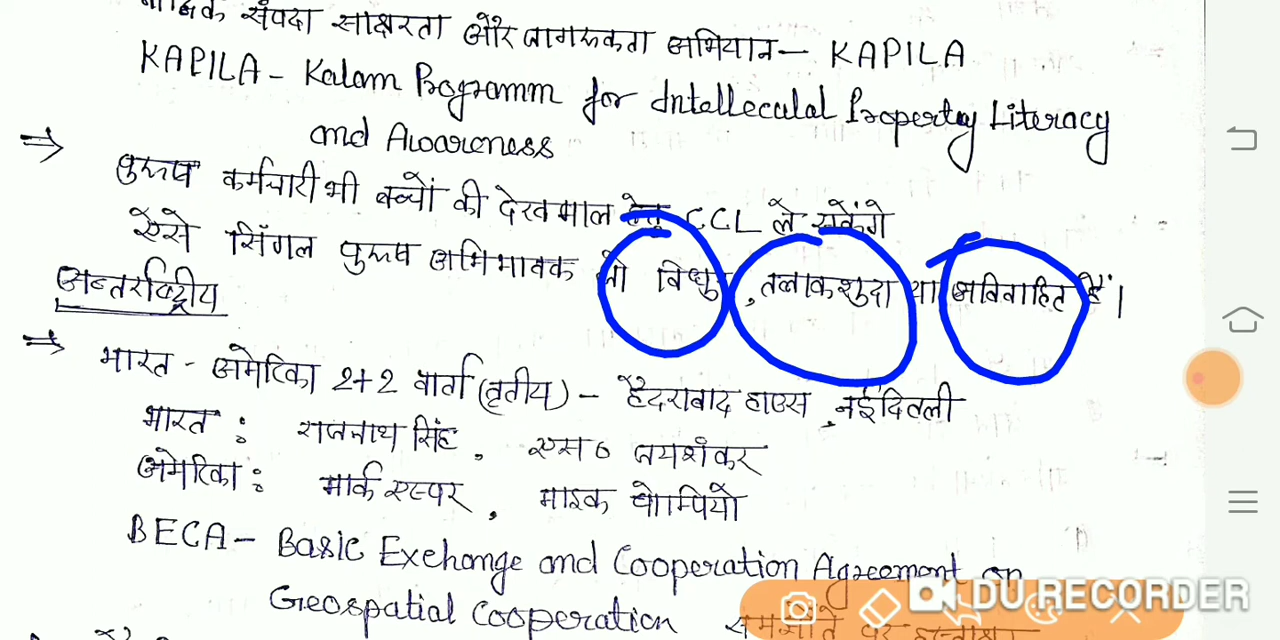 संपदा साक्षरता और जागरूकता अभियान— KAPILA
KAPILA - Kalam Programm for Intelleculal Property Literacy
and Awareness
⇒ पुरूष कर्मचारी भी बच्चों की देखभाल हेतु CCL ले सकेंगे
ऐसे सिंगल पुरूष अभिभावक जो विधुर, तलाकशुदा या अविवाहित हैं।
अन्तर्राष्ट्रीय
⇒ भारत - अमेरिका 2+2 वार्ता (तृतीय) - हैदराबाद हाउस, नई दिल्ली
भारत : राजनाथ सिंह, एस० जयशंकर
अमेरिका : मार्क एस्पर, माइक पोम्पियो
BECA - Basic Exchange and Cooperation Agreement on
Geospatial Cooperation
DU RECORDER